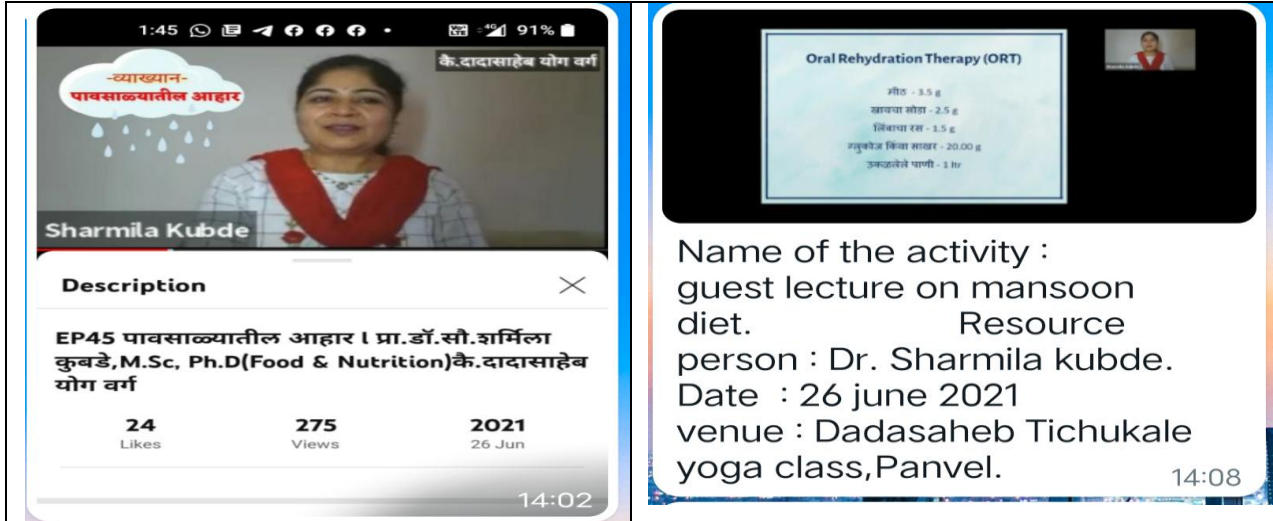 1:45 4G 91%
-व्याख्यान-
पावसाळ्यातील आहार
कै.दादासाहेब योग वर्ग
Sharmila Kubde
Description
EP45 पावसाळ्यातील आहार l प्रा.डॉ.सौ.शर्मिला
कुबडे,M.Sc, Ph.D(Food & Nutrition)कै.दादासाहेब
योग वर्ग
24 275 2021
Likes Views 26 Jun
14:02
Oral Rehydration Therapy (ORT)
मीठ - 3.5 g
खायचा सोडा - 2.5 g
लिंबाचा रस - 1.5 g
ग्लुकोज किंवा साखर - 20.00 g
उकळलेले पाणी - 1 ltr
Name of the activity :
guest lecture on mansoon
diet. Resource
person : Dr. Sharmila kubde.
Date : 26 june 2021
venue : Dadasaheb Tichukale
yoga class,Panvel.
14:08